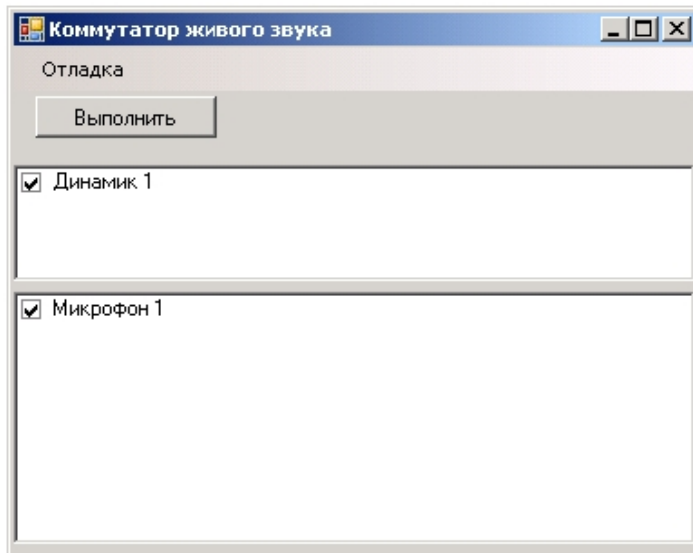 Коммутатор живого звука
Отладка
Выполнить
Динамик 1
Микрофон 1